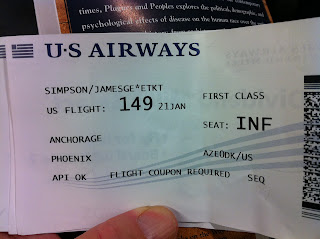 times, Plagues and Peoples explores the political, demographic, and
psychological effects of disease on the human race over the
U·S AIRWAYS
SIMPSON/JAMESGE*ETKT
US FLIGHT: 149 21JAN FIRST CLASS
SEAT: INF
ANCHORAGE
PHOENIX AZEODK/US
API OK FLIGHT COUPON REQUIRED SEQ